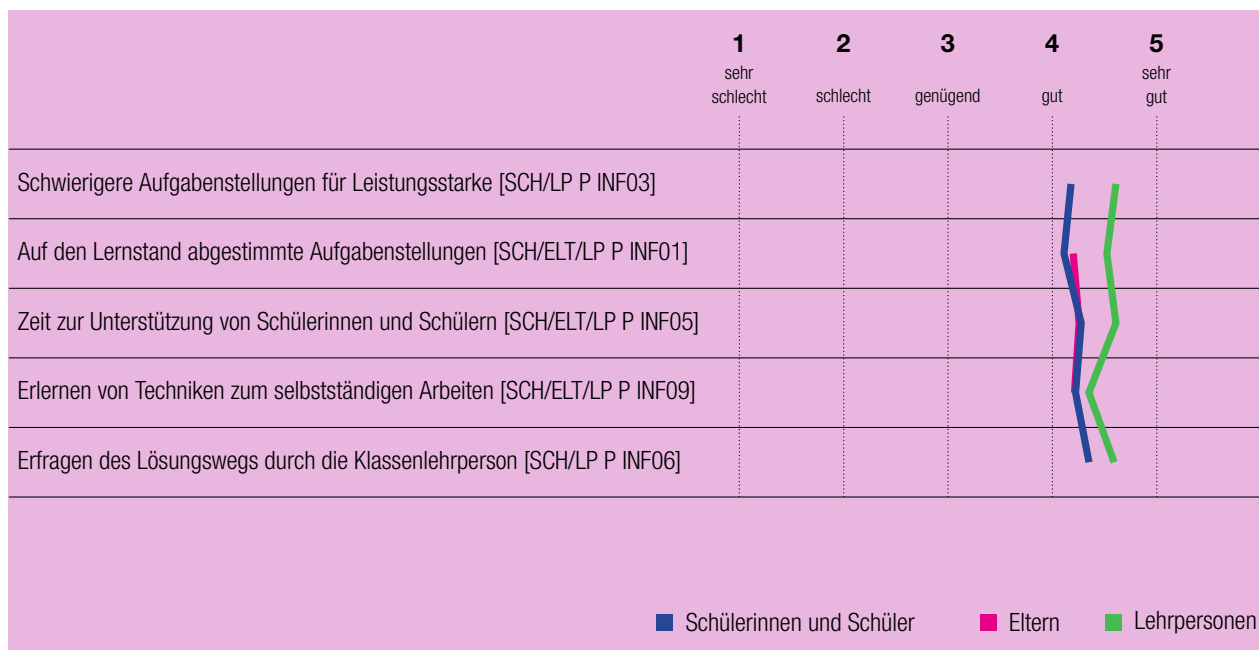 1 2 3 4 5
sehr schlecht schlecht genügend gut sehr gut
Schwierigere Aufgabenstellungen für Leistungsstarke [SCH/LP P INF03]
Auf den Lernstand abgestimmte Aufgabenstellungen [SCH/ELT/LP P INF01]
Zeit zur Unterstützung von Schülerinnen und Schülern [SCH/ELT/LP P INF05]
Erlernen von Techniken zum selbstständigen Arbeiten [SCH/ELT/LP P INF09]
Erfragen des Lösungswegs durch die Klassenlehrperson [SCH/LP P INF06]
Schülerinnen und Schüler Eltern Lehrpersonen